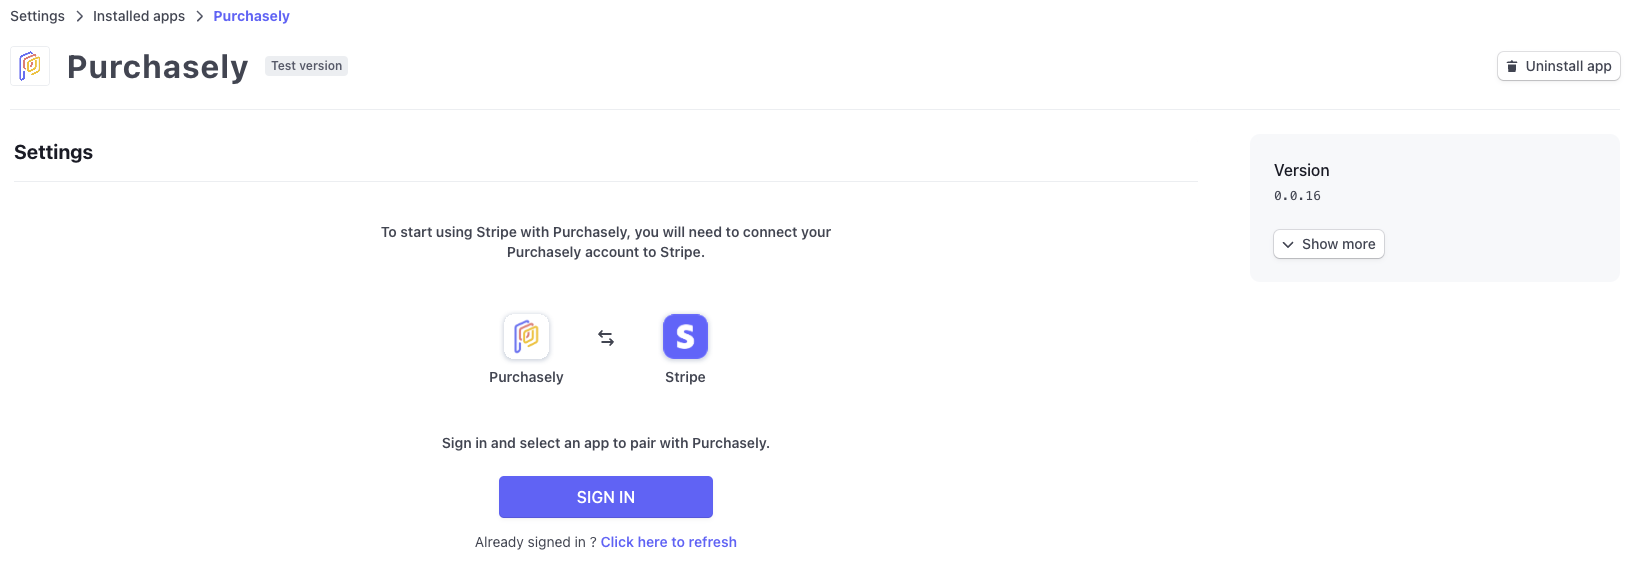 Settings > Installed apps > Purchasely
Purchasely Test version
Uninstall app
Settings
To start using Stripe with Purchasely, you will need to connect your
Purchasely account to Stripe.
S
Purchasely
Stripe
Sign in and select an app to pair with Purchasely.
SIGN IN
Already signed in ? Click here to refresh
Version
0.0.16
Show more